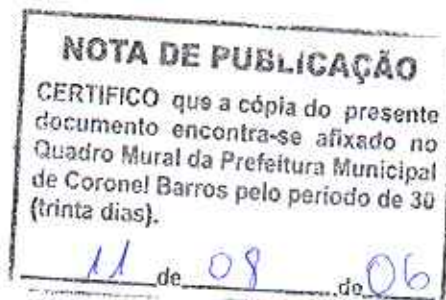 NOTA DE PUBLICAÇÃO
CERTIFICO que a cópia do presente
documento encontra-se afixado no
Quadro Mural da Prefeitura Municipal
de Coronel Barros pelo período de 30
(trinta dias).
11 de 08 de 06